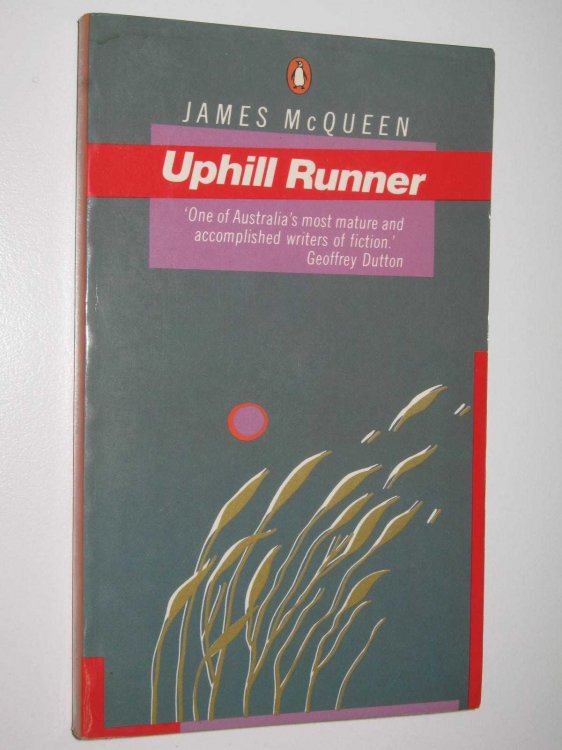 JAMES McQUEEN
Uphill Runner
'One of Australia's most mature and
accomplished writers of fiction.'
Geoffrey Dutton